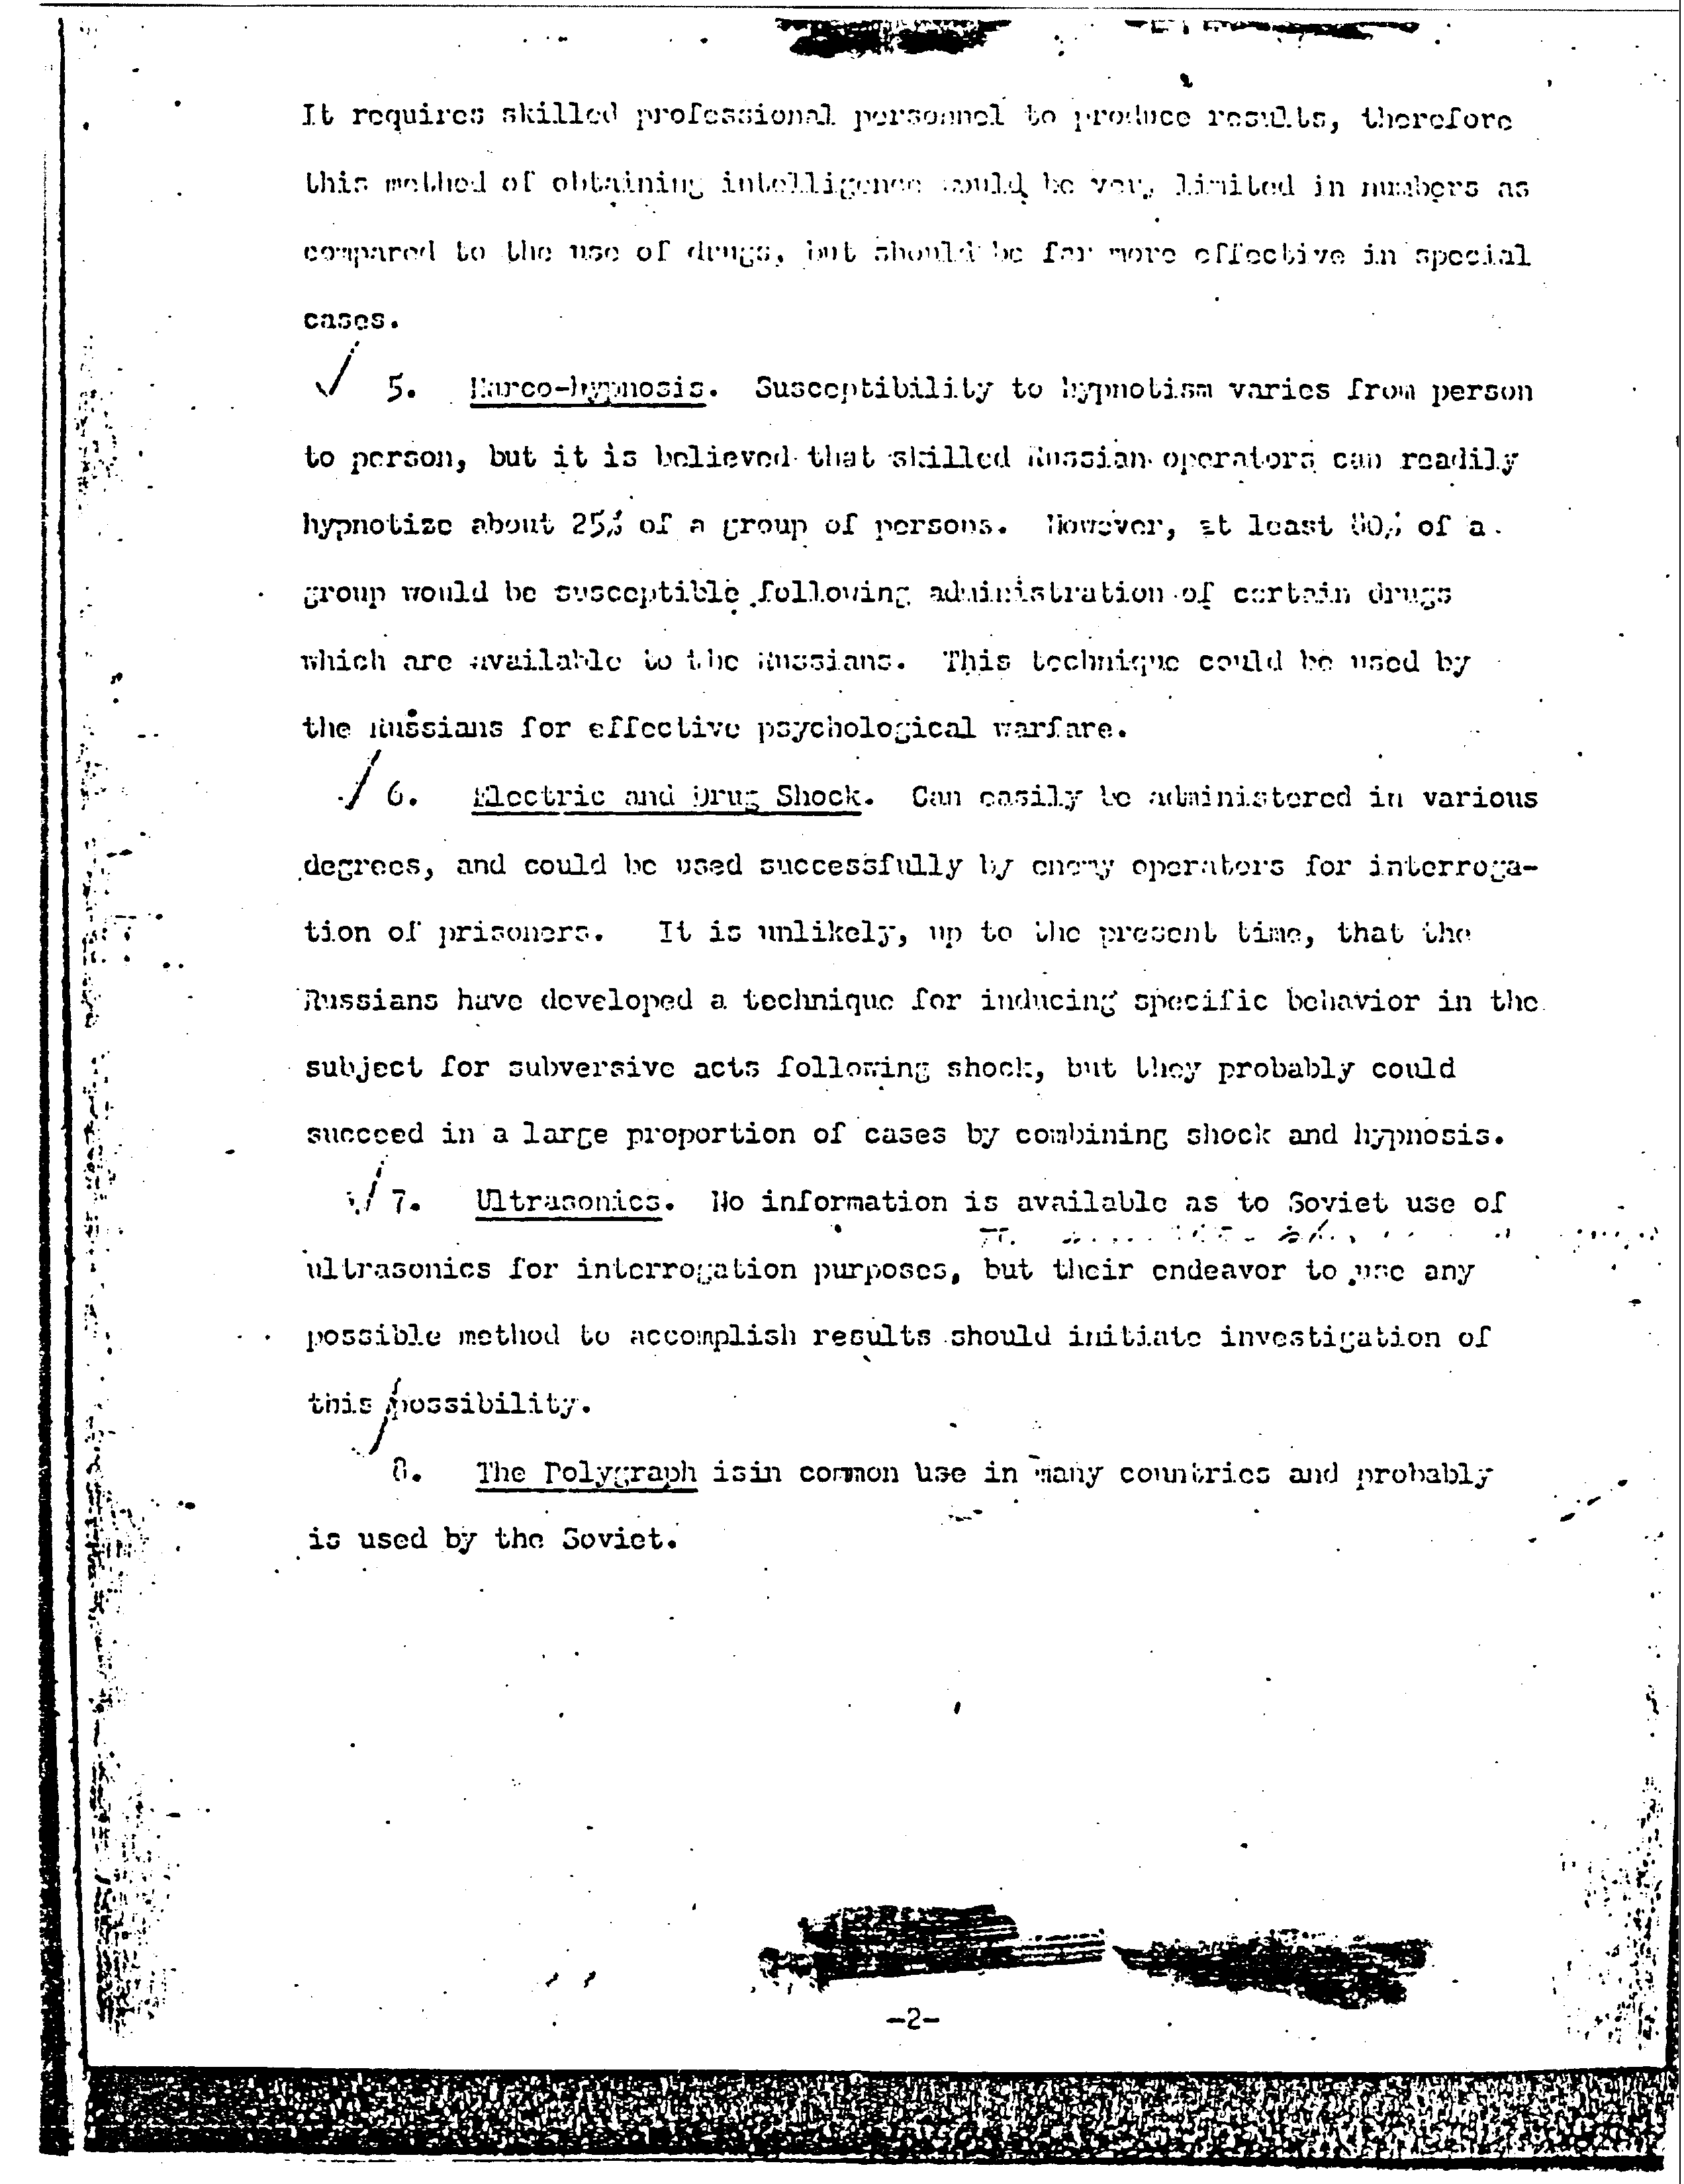 It requires skilled professional personnel to produce results, therefore
this method of obtaining intelligence would be very limited in numbers as
compared to the use of drugs, but should be far more effective in special
cases.
5. Narco-hypnosis. Susceptibility to hypnotism varies from person
to person, but it is believed that skilled Russian operators can readily
hypnotize about 25% of a group of persons. However, at least 80% of a
group would be susceptible following administration of certain drugs
which are available to the Russians. This technique could be used by
the Russians for effective psychological warfare.
6. Electric and Drug Shock. Can easily be administered in various
degrees, and could be used successfully by enemy operators for interroga-
tion of prisoners. It is unlikely, up to the present time, that the
Russians have developed a technique for inducing specific behavior in the
subject for subversive acts following shock, but they probably could
succeed in a large proportion of cases by combining shock and hypnosis.
7. Ultrasonics. No information is available as to Soviet use of
ultrasonics for interrogation purposes, but their endeavor to use any
possible method to accomplish results should initiate investigation of
this possibility.
8. The Polygraph isin common use in many countries and probably
is used by the Soviet.
-2-